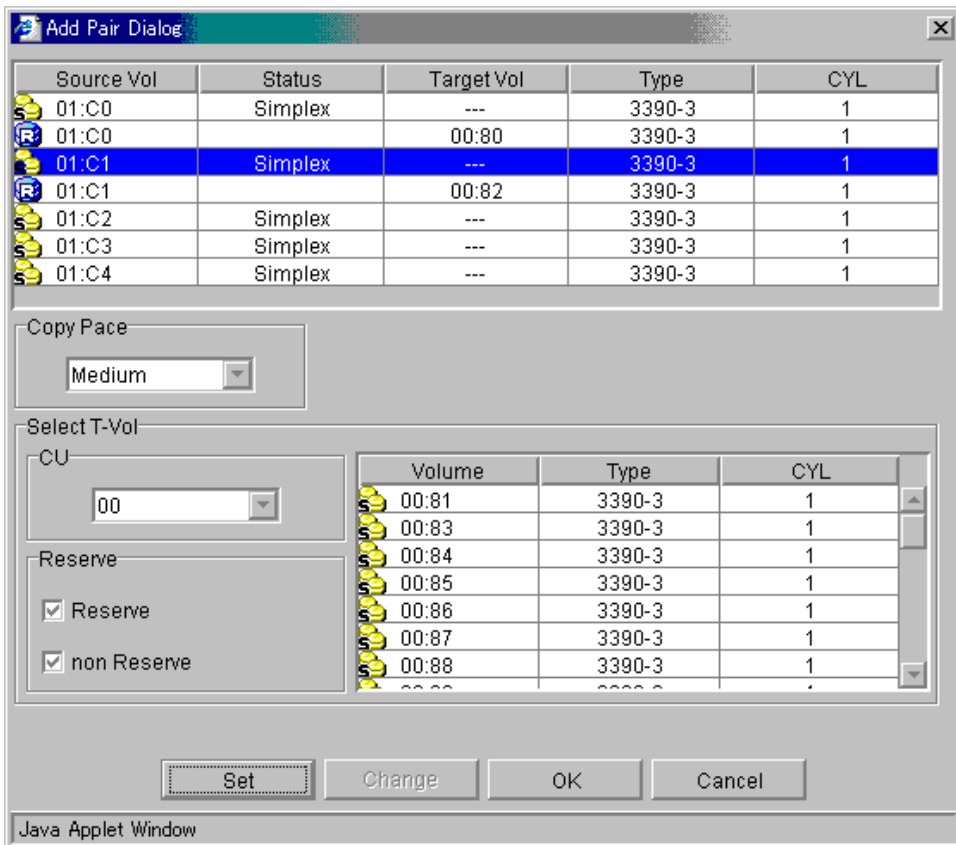 Add Pair Dialog
Source Vol Status Target Vol Type CYL
S 01:C0 Simplex --- 3390-3 1
R 01:C0 00:80 3390-3 1
01:C1 Simplex --- 3390-3 1
R 01:C1 00:82 3390-3 1
S 01:C2 Simplex --- 3390-3 1
S 01:C3 Simplex --- 3390-3 1
S 01:C4 Simplex --- 3390-3 1
Copy Pace
Medium
Select T-Vol
CU
00
Reserve
Reserve
non Reserve
Volume Type CYL
S 00:81 3390-3 1
S 00:83 3390-3 1
S 00:84 3390-3 1
S 00:85 3390-3 1
S 00:86 3390-3 1
S 00:87 3390-3 1
S 00:88 3390-3 1
Set Change OK Cancel
Java Applet Window